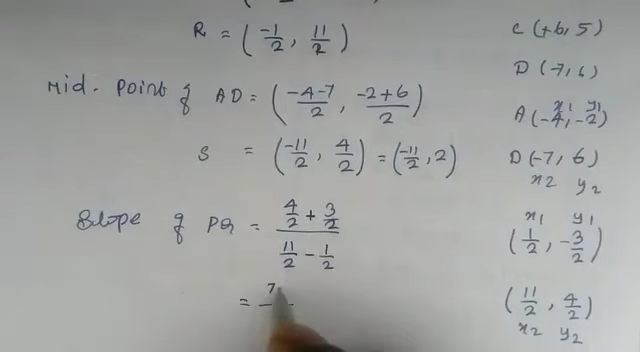 R = (-1/2, 11/2)
Mid. Point of AD = (-4-7/2, -2+6/2)
S = (-11/2, 4/2) = (-11/2, 2)
Slope of PQ = 4/2 + 3/2 / 11/2 - 1/2
= 7
C (+6, 5)
D (-7, 6)
x1 y1
A (-4, -2)
D (-7, 6)
x2 y2
x1 y1
(1/2, -3/2)
(11/2, 4/2)
x2 y2